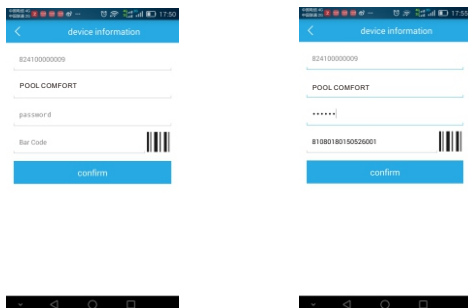 17:50
device information
824100000009
POOL COMFORT
password
Bar Code
confirm
17:55
device information
824100000009
POOL COMFORT
••••••
81080180150526001
confirm